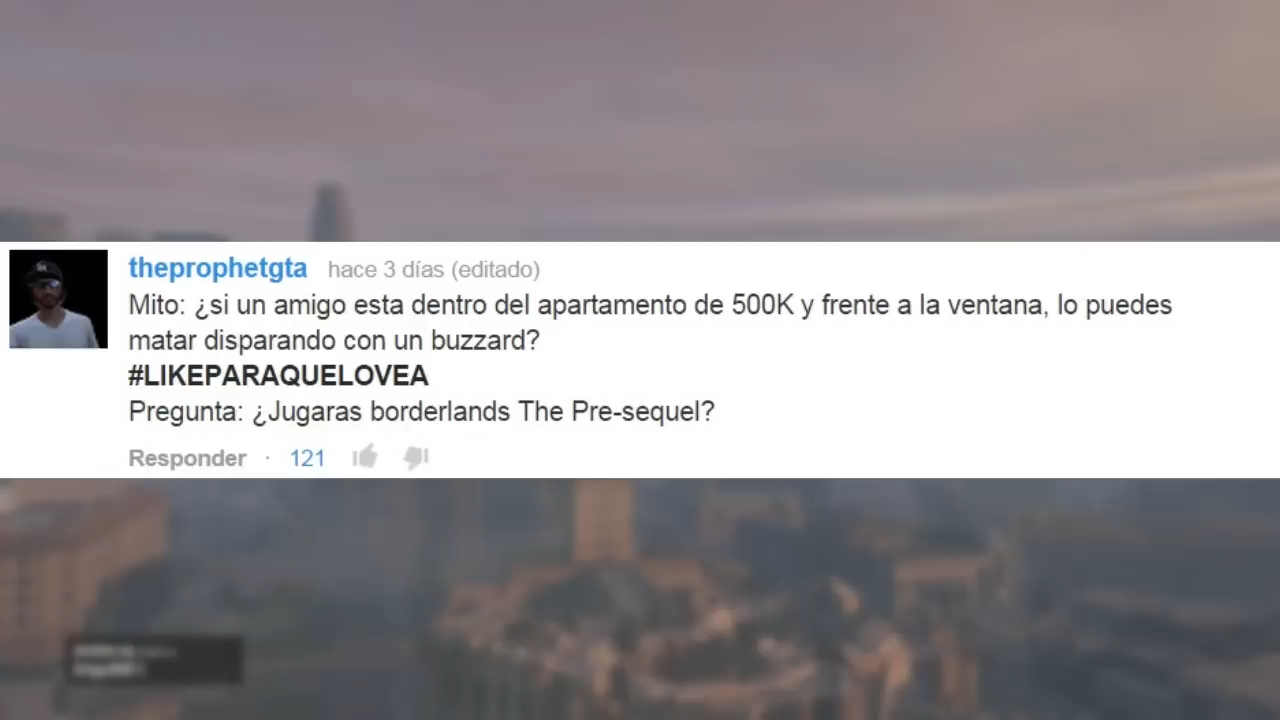 theprophetgta hace 3 días (editado)
Mito: ¿si un amigo esta dentro del apartamento de 500K y frente a la ventana, lo puedes
matar disparando con un buzzard?
#LIKEPARAQUELOVEA
Pregunta: ¿Jugaras borderlands The Pre-sequel?
Responder · 121